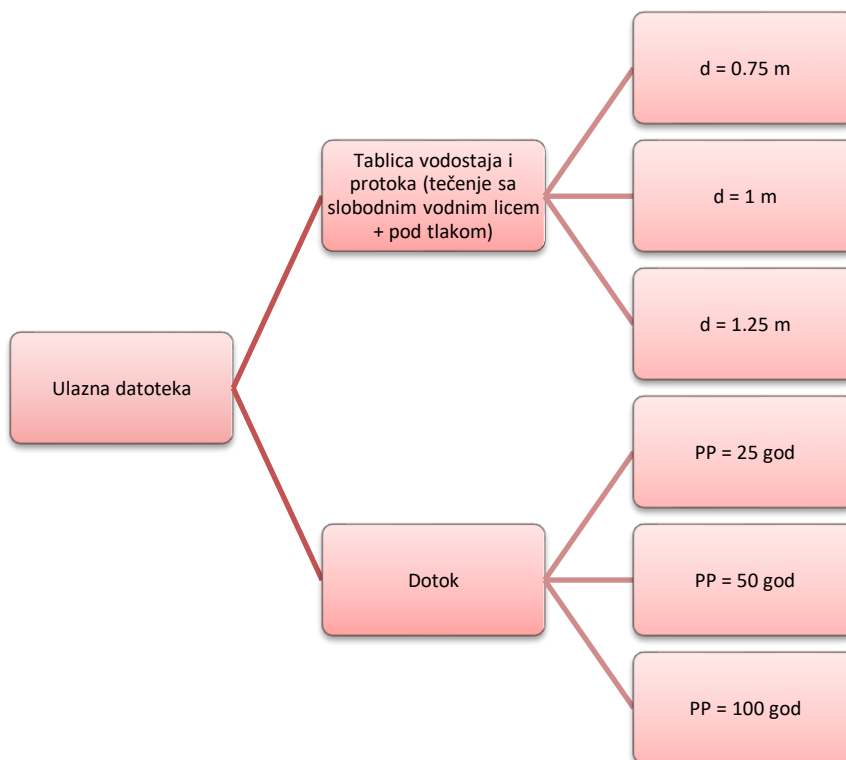 Ulazna datoteka
Tablica vodostaja i
protoka (tečenje sa
slobodnim vodnim licem
+ pod tlakom)
d = 0.75 m
d = 1 m
d = 1.25 m
Dotok
PP = 25 god
PP = 50 god
PP = 100 god